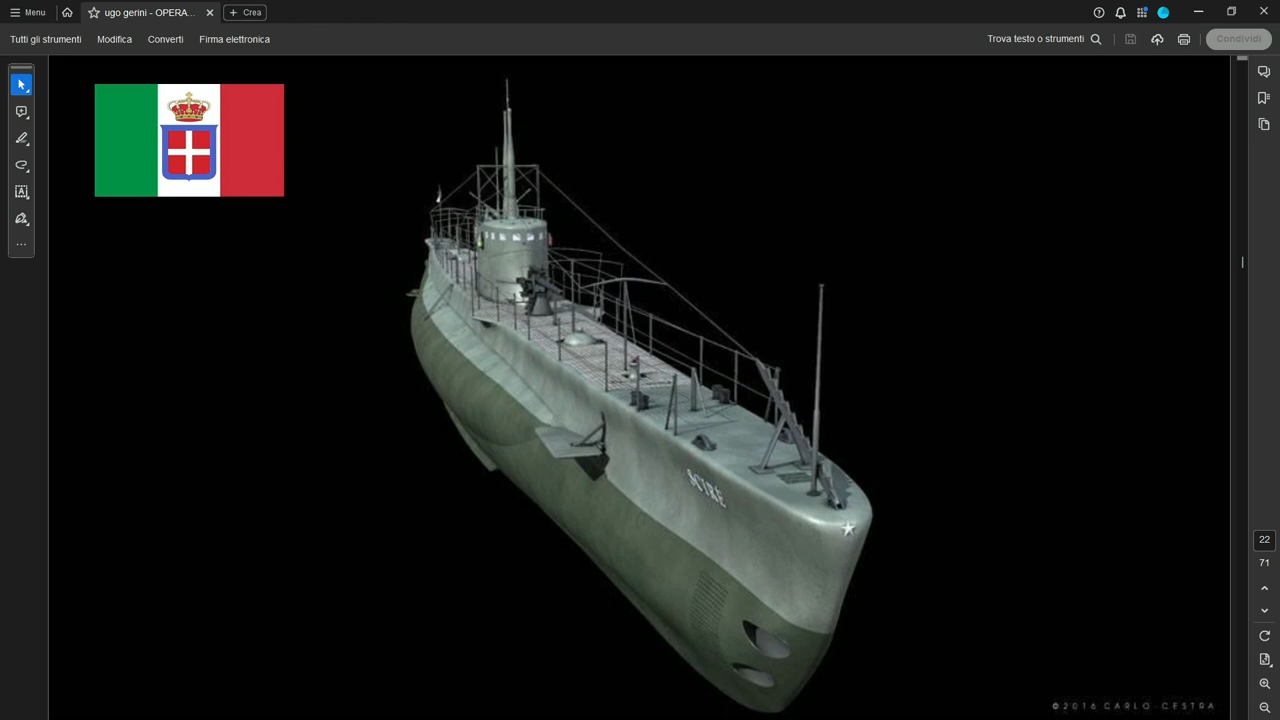 Menu
ugo gerini - OPERA...
Crea
Tutti gli strumenti
Modifica
Converti
Firma elettronica
Trova testo o strumenti
Condividi
SCIRÈ
22
71
©2016 CARLO CESTRA